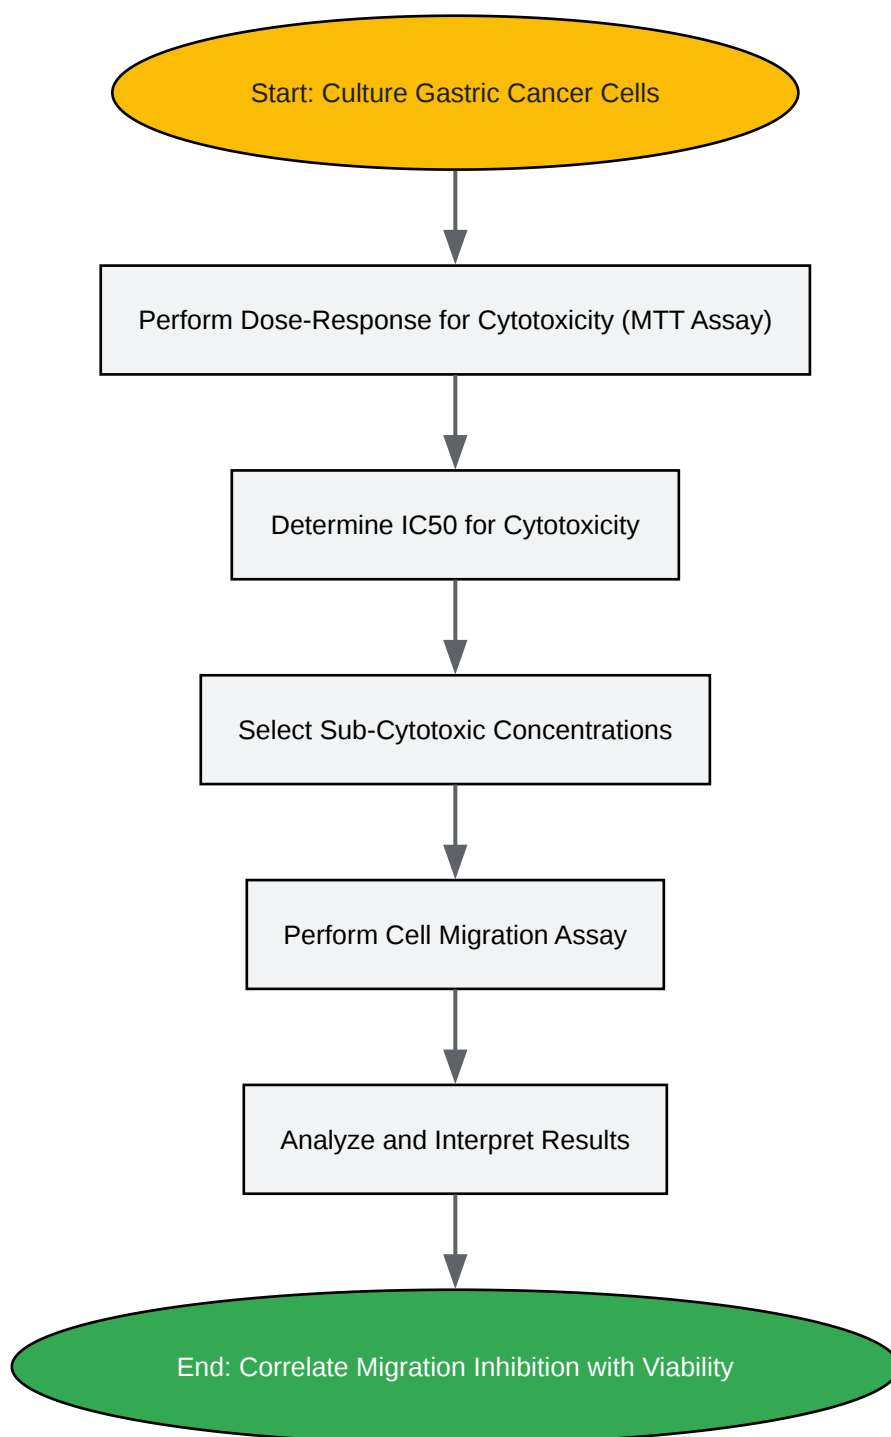 Start: Culture Gastric Cancer Cells
Perform Dose-Response for Cytotoxicity (MTT Assay)
Determine IC50 for Cytotoxicity
Select Sub-Cytotoxic Concentrations
Perform Cell Migration Assay
Analyze and Interpret Results
End: Correlate Migration Inhibition with Viability